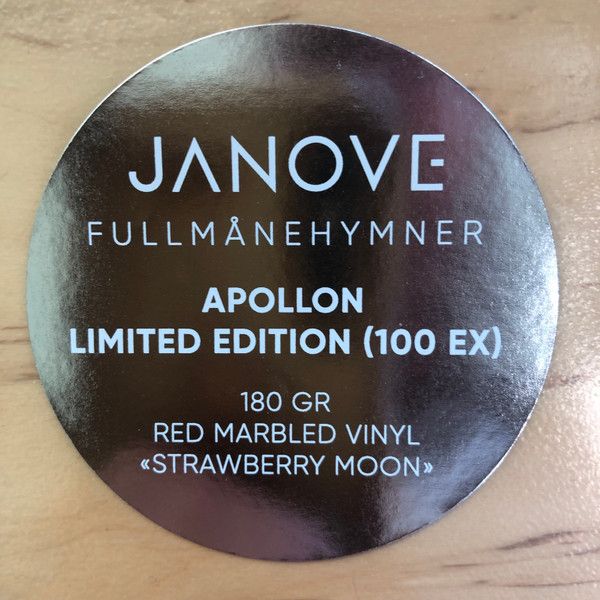 JANOVE
FULLMÅNEHYMNER
APOLLON
LIMITED EDITION (100 EX)
180 GR
RED MARBLED VINYL
«STRAWBERRY MOON»